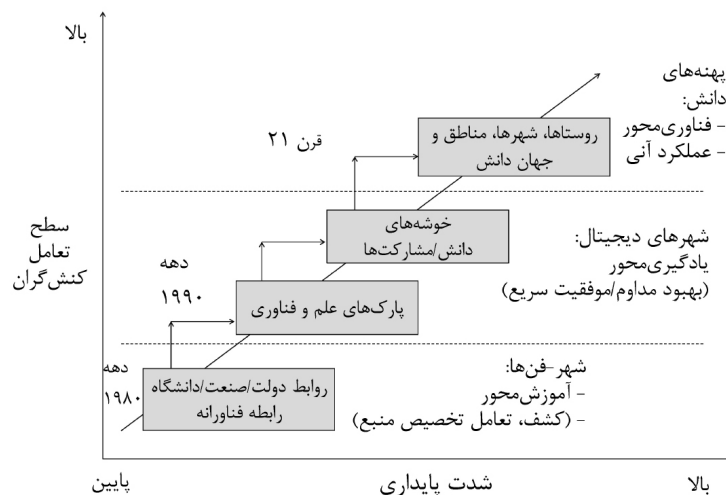 بالا
پهنه‌های
دانش:
- فناوری‌محور
- عملکرد آنی
روستاها، شهرها، مناطق و
جهان دانش
قرن ۲۱
خوشه‌های
دانش/مشارکت‌ها
شهرهای دیجیتال:
یادگیری‌محور
(بهبود مداوم/موفقیت سریع)
سطح
تعامل
کنش‌گران
دهه
۱۹۹۰
پارک‌های علم و فناوری
شهر-فن‌ها:
- آموزش‌محور
- (کشف، تعامل تخصیص منبع)
روابط دولت/صنعت/دانشگاه
رابطه فناورانه
دهه
۱۹۸۰
بالا
شدت پایداری
پایین